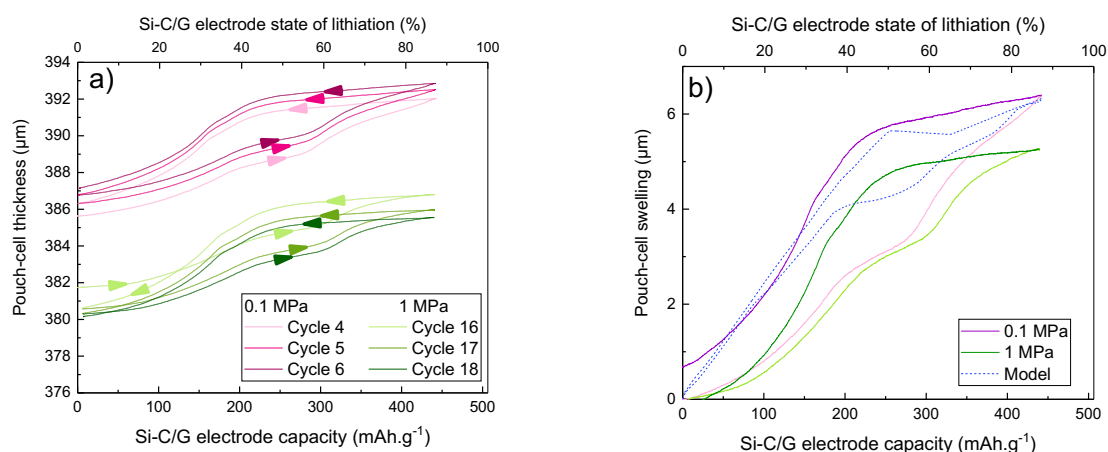 Si-C/G electrode state of lithiation (%)
0 20 40 60 80 100
a)
394
392
390
388
386
384
382
380
378
376
Pouch-cell thickness (µm)
0.1 MPa 1 MPa
Cycle 4 Cycle 16
Cycle 5 Cycle 17
Cycle 6 Cycle 18
0 100 200 300 400 500
Si-C/G electrode capacity (mAh.g⁻¹)
Si-C/G electrode state of lithiation (%)
0 20 40 60 80 100
b)
6
4
2
0
Pouch-cell swelling (µm)
0.1 MPa
1 MPa
Model
0 100 200 300 400 500
Si-C/G electrode capacity (mAh.g⁻¹)